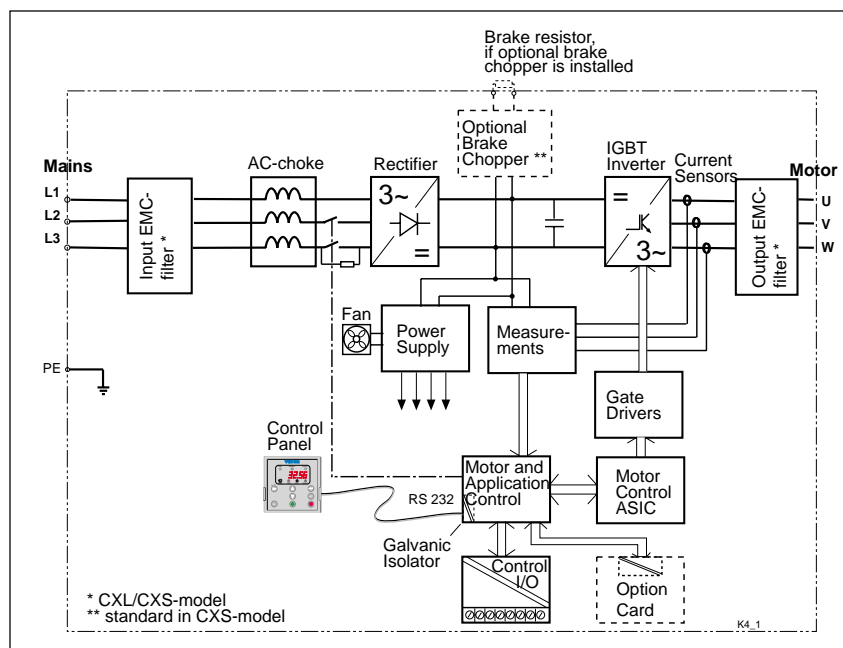 Brake resistor,
if optional brake
chopper is installed
Optional
Brake
Chopper **
IGBT
Inverter
Current
Sensors
Mains
AC-choke
Rectifier
Motor
L1
L2
L3
Input EMC-
filter *
3~
=
=
3~
Output EMC-
filter *
U
V
W
Fan
Power
Supply
Measure-
ments
PE
Gate
Drivers
Control
Panel
3256
RS 232
Motor and
Application
Control
Motor
Control
ASIC
Galvanic
Isolator
Control
I/O
Option
Card
* CXL/CXS-model
** standard in CXS-model
K4_1